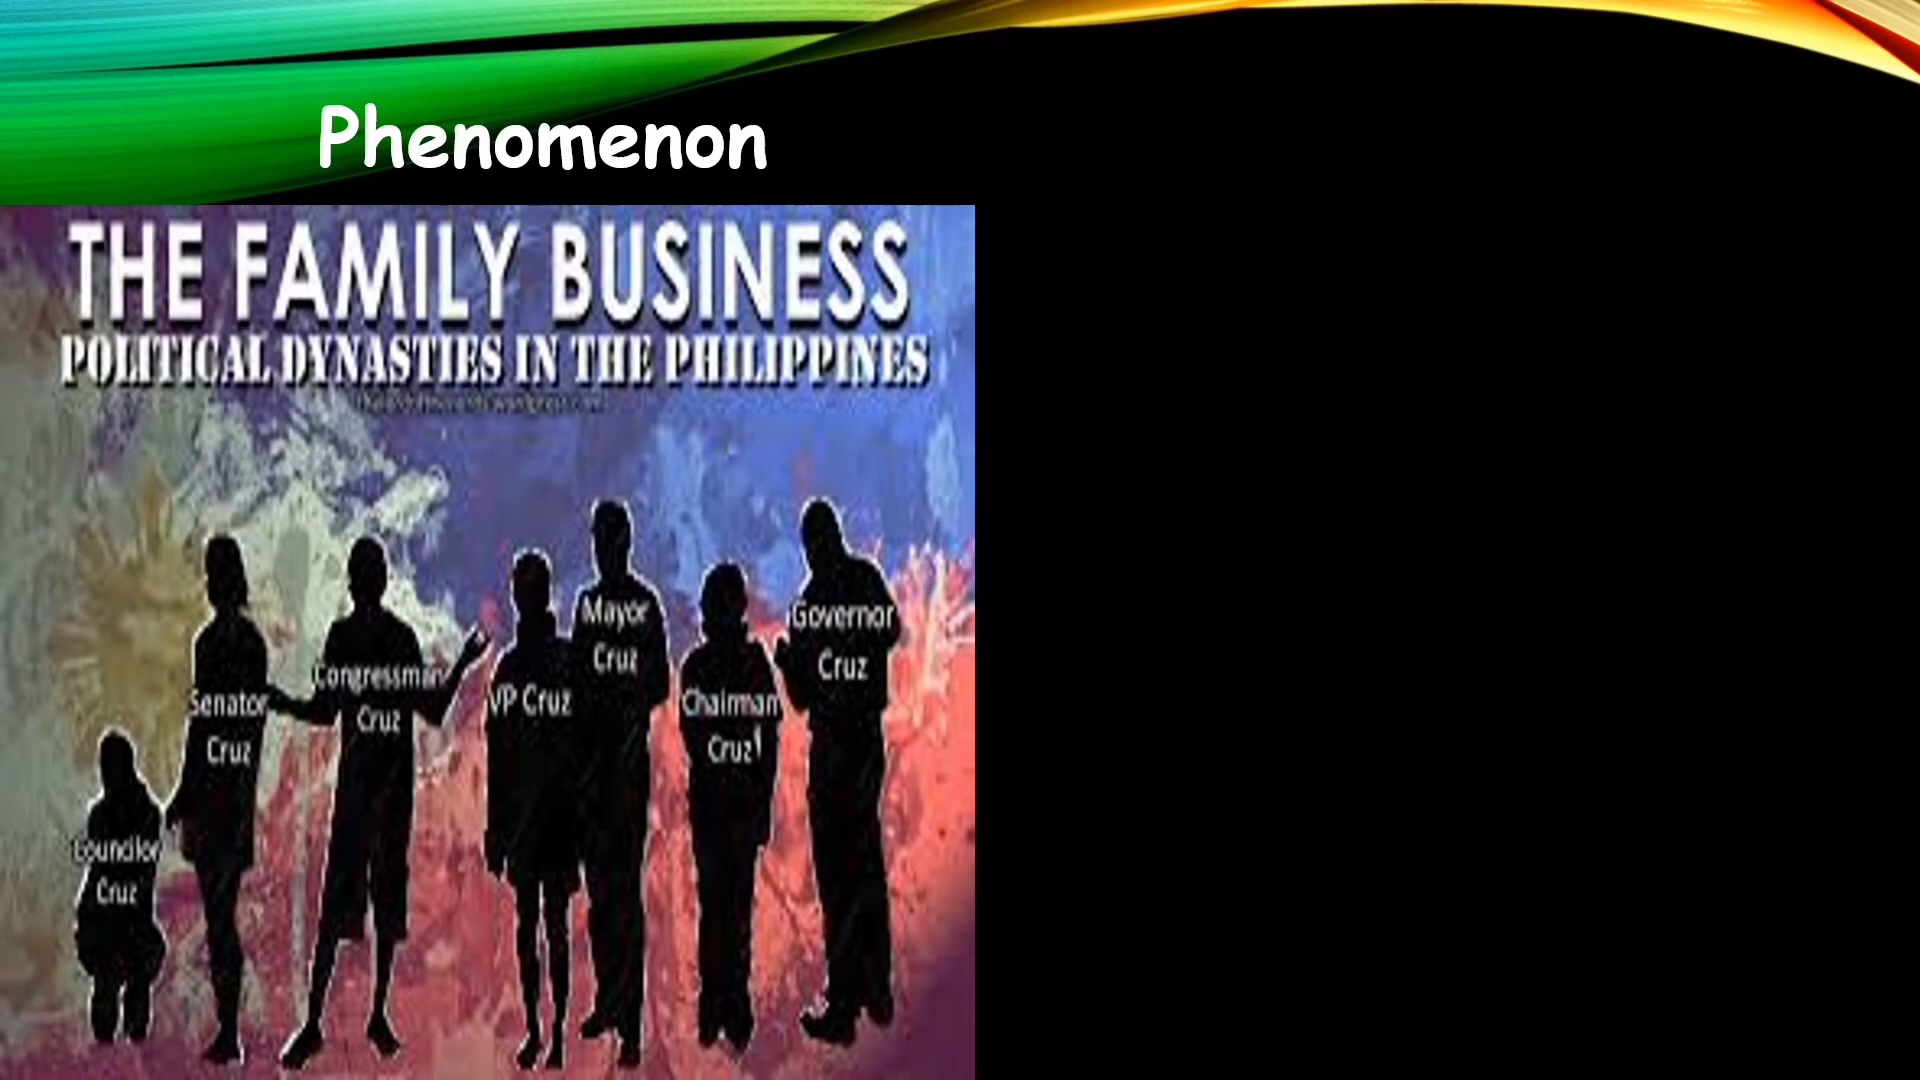 Phenomenon
THE FAMILY BUSINESS
POLITICAL DYNASTIES IN THE PHILIPPINES
Councilor
Cruz
Senator
Cruz
Congressman
Cruz
VP Cruz
Mayor
Cruz
Chairman
Cruz
Governor
Cruz